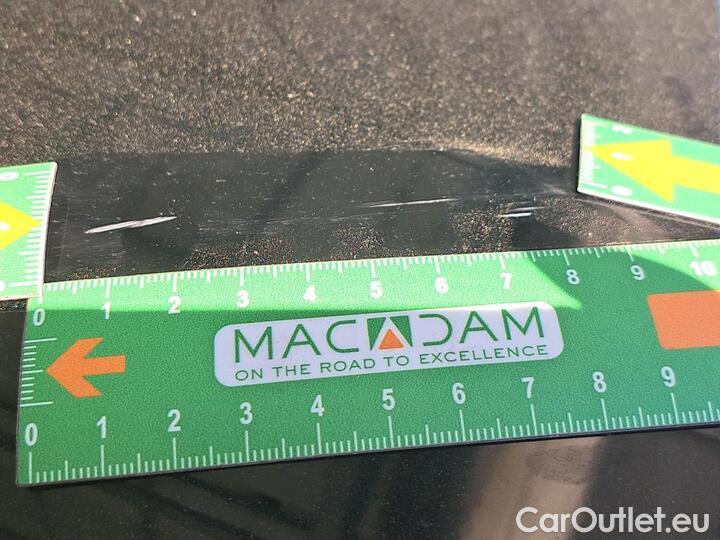 0 1 2 3 4 5 6 7 8 9 10
MACADAM
ON THE ROAD TO EXCELLENCE
0 1 2 3 4 5 6 7 8 9
CarOutlet.eu